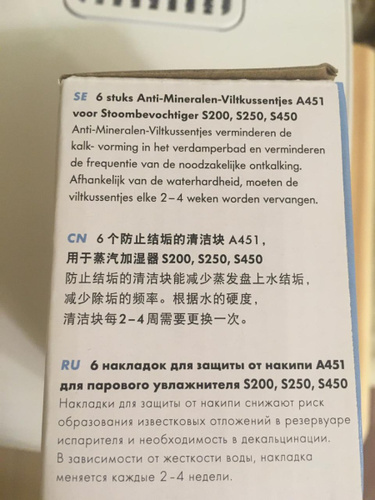 SE 6 stuks Anti-Mineralen-Viltkussentjes A451
voor Stoombevochtiger S200, S250, S450
Anti-Mineralen-Viltkussentjes verminderen de
kalk- vorming in het verdamperbad en verminderen
de frequentie van de noodzakelijke ontkalking.
Afhankelijk van de waterhardheid, moeten de
viltkussentjes elke 2–4 weken worden vervangen.
CN 6个防止结垢的清洁块 A451,
用于蒸汽加湿器 S200, S250, S450
防止结垢的清洁块能减少蒸发盘上水结垢,
减少除垢的频率。根据水的硬度,
清洁块每2–4周需要更换一次。
RU 6 накладок для защиты от накипи A451
для парового увлажнителя S200, S250, S450
Накладки для защиты от накипи снижают риск
образования известковых отложений в резервуаре
испарителя и необходимость в декальцинации.
В зависимости от жесткости воды, накладка
меняется каждые 2–4 недели.